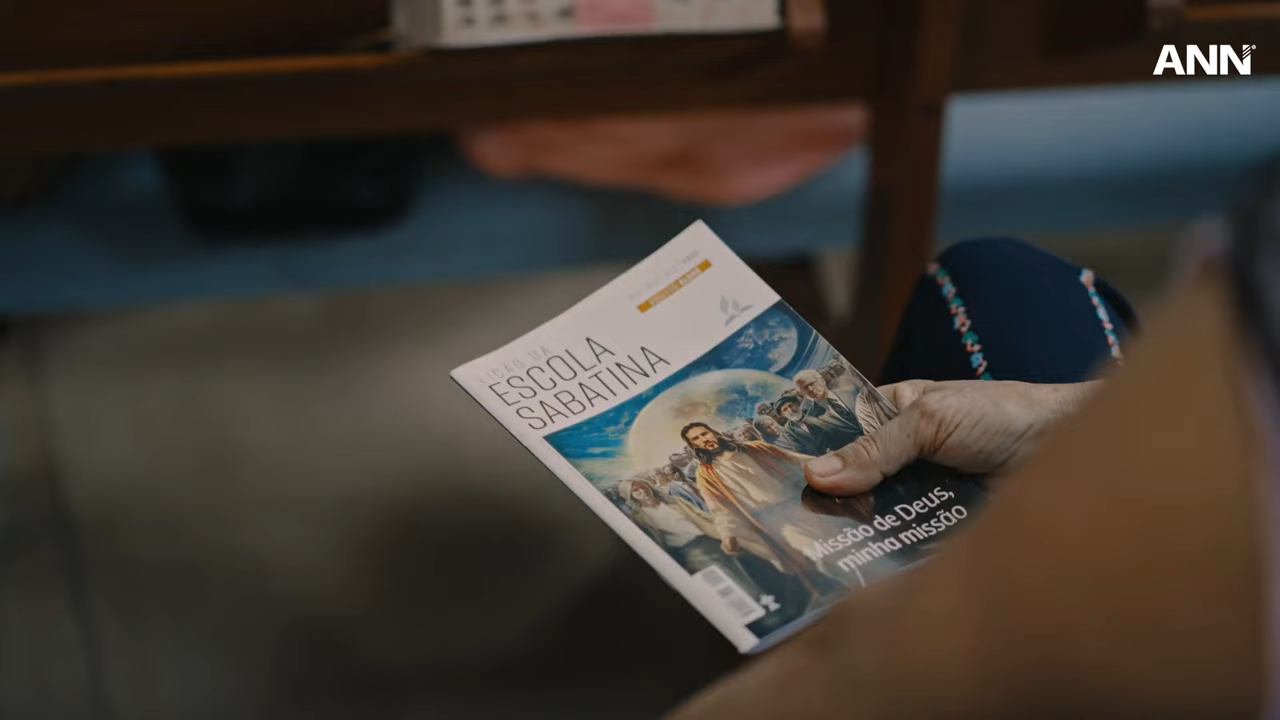 ANN
LIÇÃO DA
ESCOLA
SABATINA
Missão de Deus,
minha missão